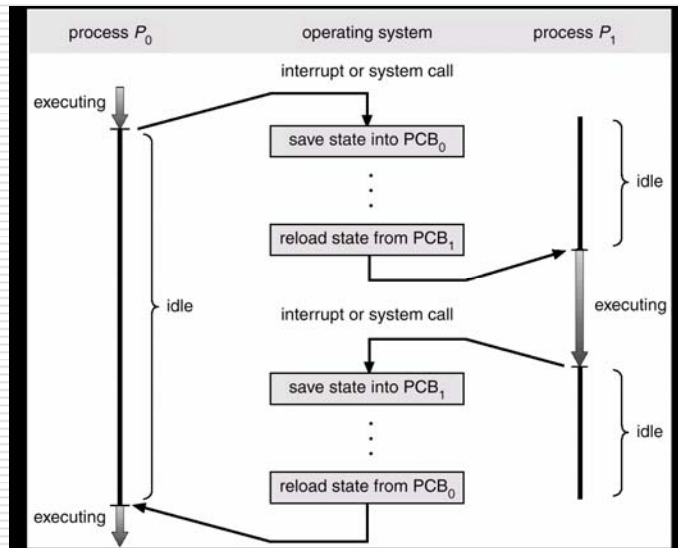 process P0 operating system process P1
interrupt or system call
executing
save state into PCB0
idle
reload state from PCB1
idle
interrupt or system call
executing
save state into PCB1
idle
reload state from PCB0
executing